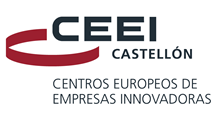 CEEI
CASTELLÓN
CENTROS EUROPEOS DE
EMPRESAS INNOVADORAS